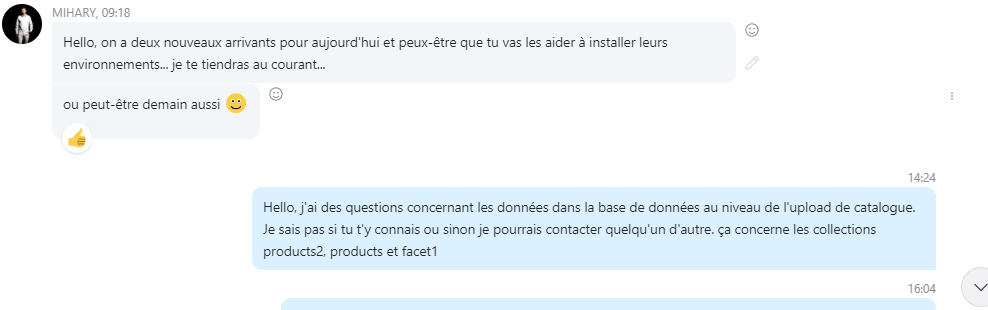 MIHARY, 09:18
Hello, on a deux nouveaux arrivants pour aujourd'hui et peux-être que tu vas les aider à installer leurs
environnements... je te tiendras au courant...
ou peut-être demain aussi
14:24
Hello, j'ai des questions concernant les données dans la base de données au niveau de l'upload de catalogue.
Je sais pas si tu t'y connais ou sinon je pourrais contacter quelqu'un d'autre. ça concerne les collections
products2, products et facet1
16:04